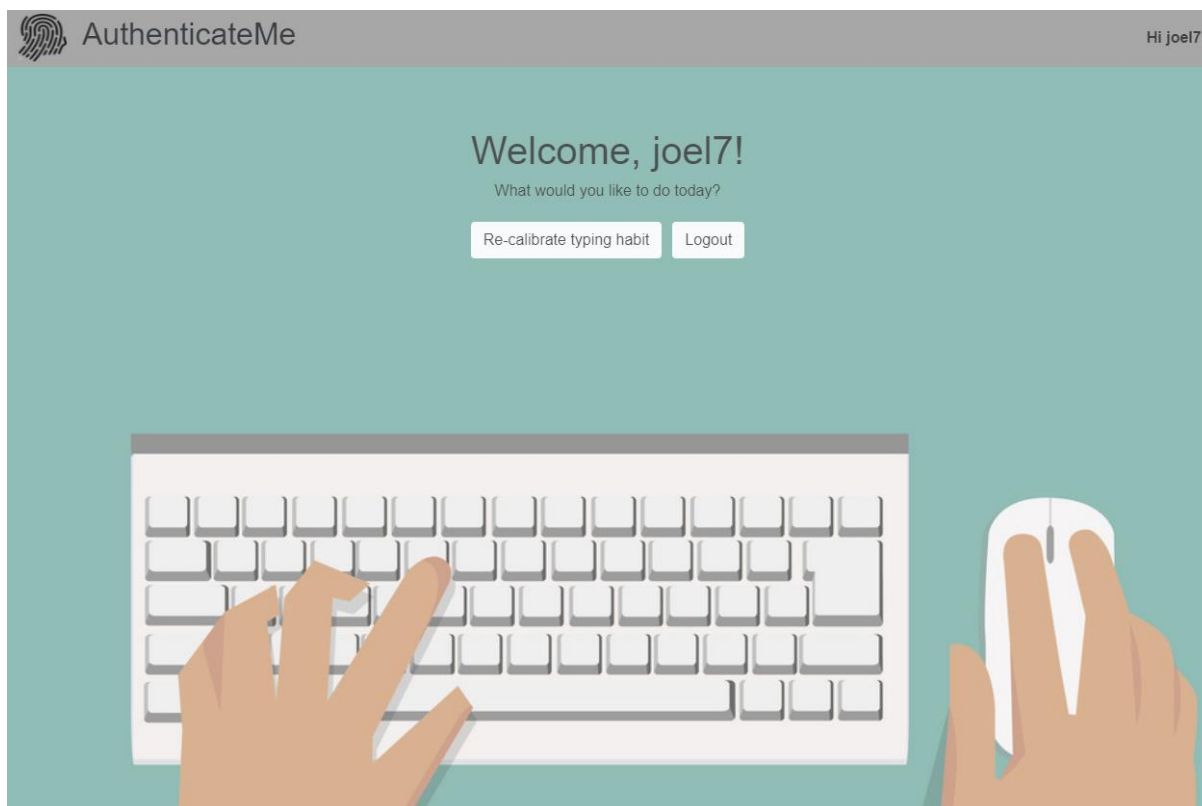 AuthenticateMe
Hi joel7
Welcome, joel7!
What would you like to do today?
Re-calibrate typing habit
Logout